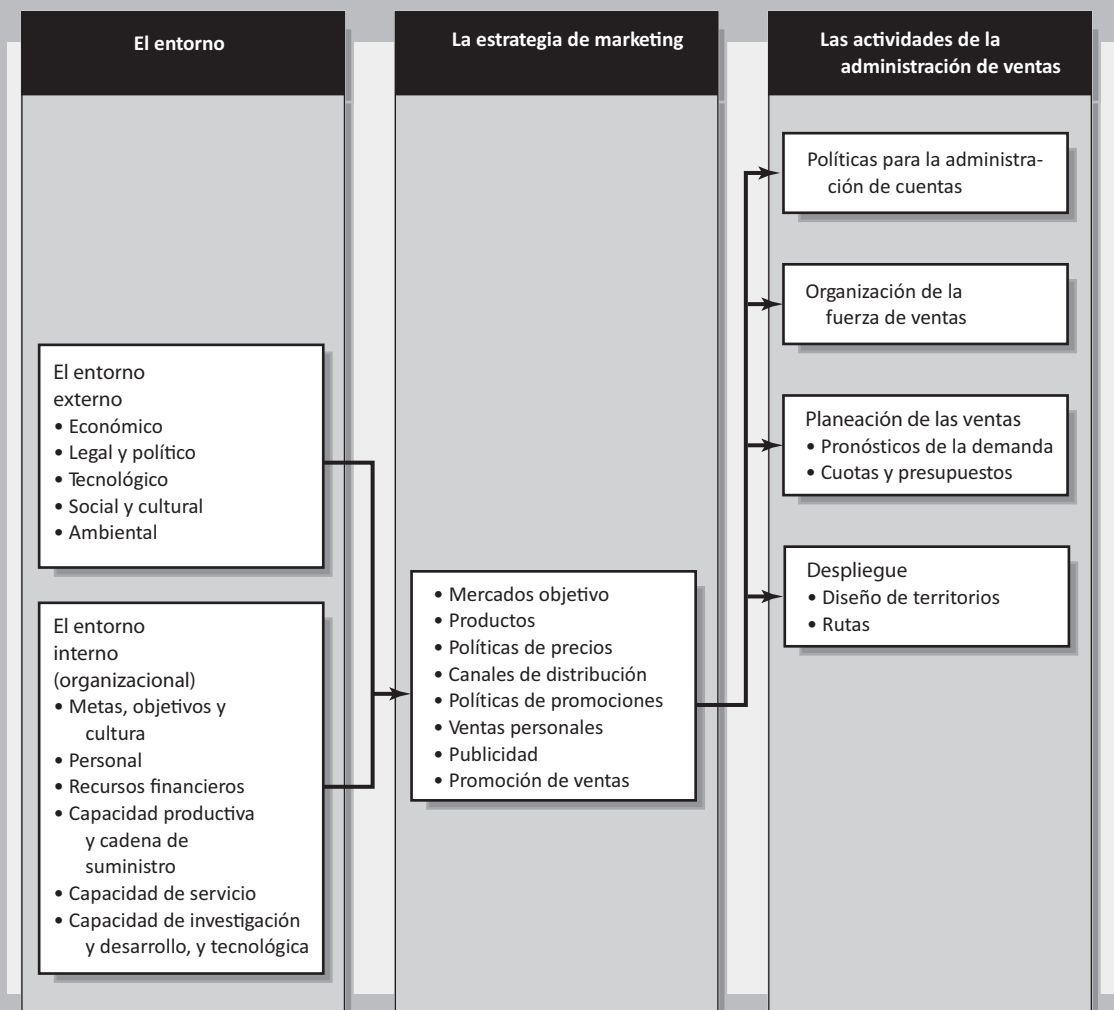 El entorno
La estrategia de marketing
Las actividades de la
administración de ventas
El entorno
externo
• Económico
• Legal y político
• Tecnológico
• Social y cultural
• Ambiental
El entorno
interno
(organizacional)
• Metas, objetivos y
cultura
• Personal
• Recursos financieros
• Capacidad productiva
y cadena de
suministro
• Capacidad de servicio
• Capacidad de investigación
y desarrollo, y tecnológica
• Mercados objetivo
• Productos
• Políticas de precios
• Canales de distribución
• Políticas de promociones
• Ventas personales
• Publicidad
• Promoción de ventas
Políticas para la administra-
ción de cuentas
Organización de la
fuerza de ventas
Planeación de las ventas
• Pronósticos de la demanda
• Cuotas y presupuestos
Despliegue
• Diseño de territorios
• Rutas